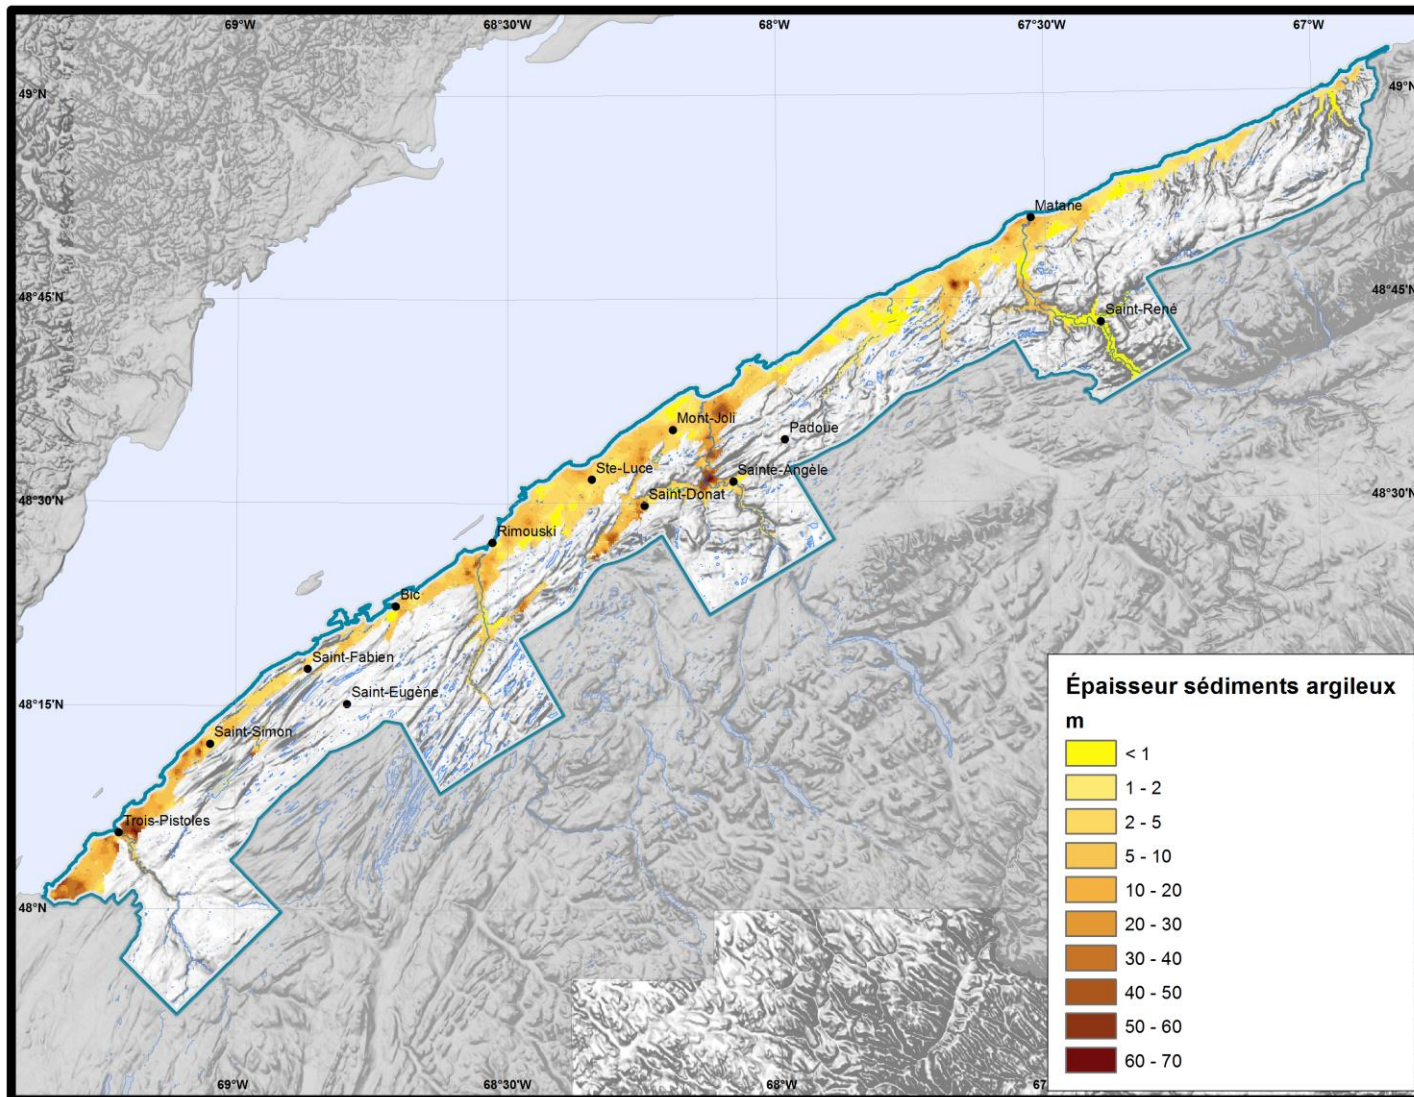 69°W
68°30'W
68°W
67°30'W
67°W
49°N
49°N
Matane
48°45'N
48°45'N
Saint-René
Mont-Joli
Padoue
Ste-Luce
Sainte-Angèle
Saint-Donat
48°30'N
48°30'N
Rimouski
Bic
Saint-Fabien
Saint-Eugène
48°15'N
Saint-Simon
Trois-Pistoles
48°N
Épaisseur sédiments argileux
m
< 1
1 - 2
2 - 5
5 - 10
10 - 20
20 - 30
30 - 40
40 - 50
50 - 60
60 - 70
69°W
68°30'W
68°W